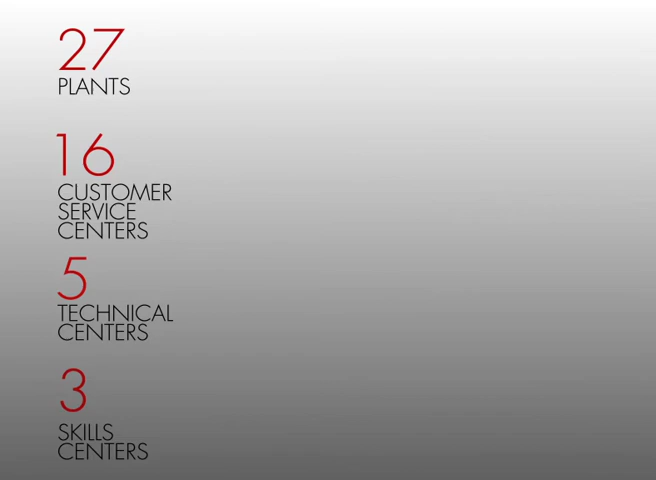 27
PLANTS
16
CUSTOMER
SERVICE
CENTERS
5
TECHNICAL
CENTERS
3
SKILLS
CENTERS